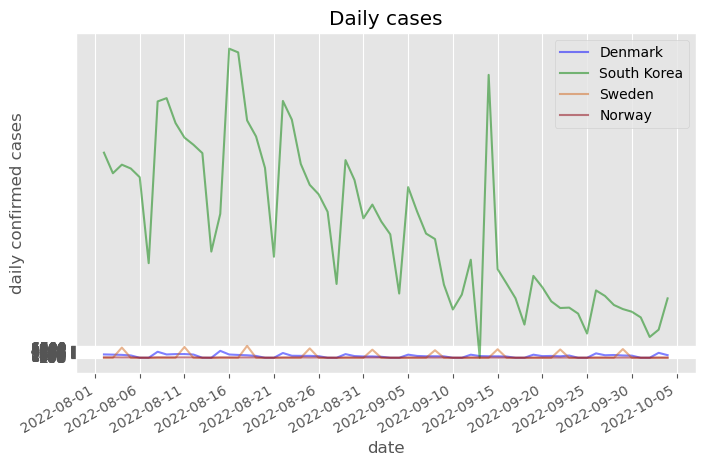 Daily cases
Denmark
South Korea
Sweden
Norway
daily confirmed cases
2022-08-01
2022-08-06
2022-08-11
2022-08-16
2022-08-21
2022-08-26
2022-08-31
2022-09-05
2022-09-10
2022-09-15
2022-09-20
2022-09-25
2022-09-30
2022-10-05
date